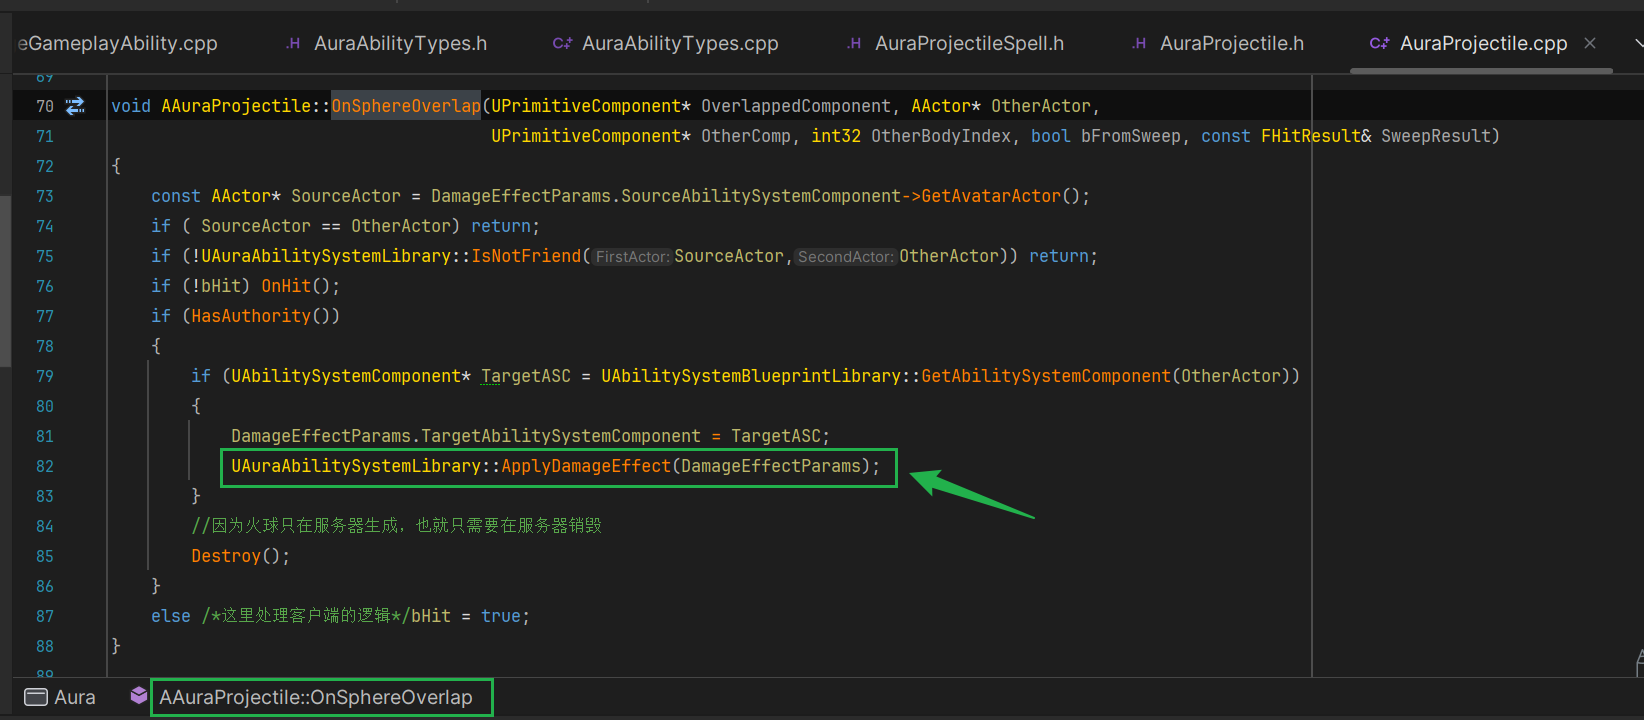 eGameplayAbility.cpp .H AuraAbilityTypes.h C++ AuraAbilityTypes.cpp .H AuraProjectileSpell.h .H AuraProjectile.h C++ AuraProjectile.cpp ×
69
70 void AAuraProjectile::OnSphereOverlap(UPrimitiveComponent* OverlappedComponent, AActor* OtherActor,
71 UPrimitiveComponent* OtherComp, int32 OtherBodyIndex, bool bFromSweep, const FHitResult& SweepResult)
72 {
73 const AActor* SourceActor = DamageEffectParams.SourceAbilitySystemComponent->GetAvatarActor();
74 if ( SourceActor == OtherActor) return;
75 if (!UAuraAbilitySystemLibrary::IsNotFriend(FirstActor:SourceActor,SecondActor:OtherActor)) return;
76 if (!bHit) OnHit();
77 if (HasAuthority())
78 {
79 if (UAbilitySystemComponent* TargetASC = UAbilitySystemBlueprintLibrary::GetAbilitySystemComponent(OtherActor))
80 {
81 DamageEffectParams.TargetAbilitySystemComponent = TargetASC;
82 UAuraAbilitySystemLibrary::ApplyDamageEffect(DamageEffectParams);
83 }
84 //因为火球只在服务器生成，也就只需要在服务器销毁
85 Destroy();
86 }
87 else /*这里处理客户端的逻辑*/bHit = true;
88 }
89
Aura AAuraProjectile::OnSphereOverlap